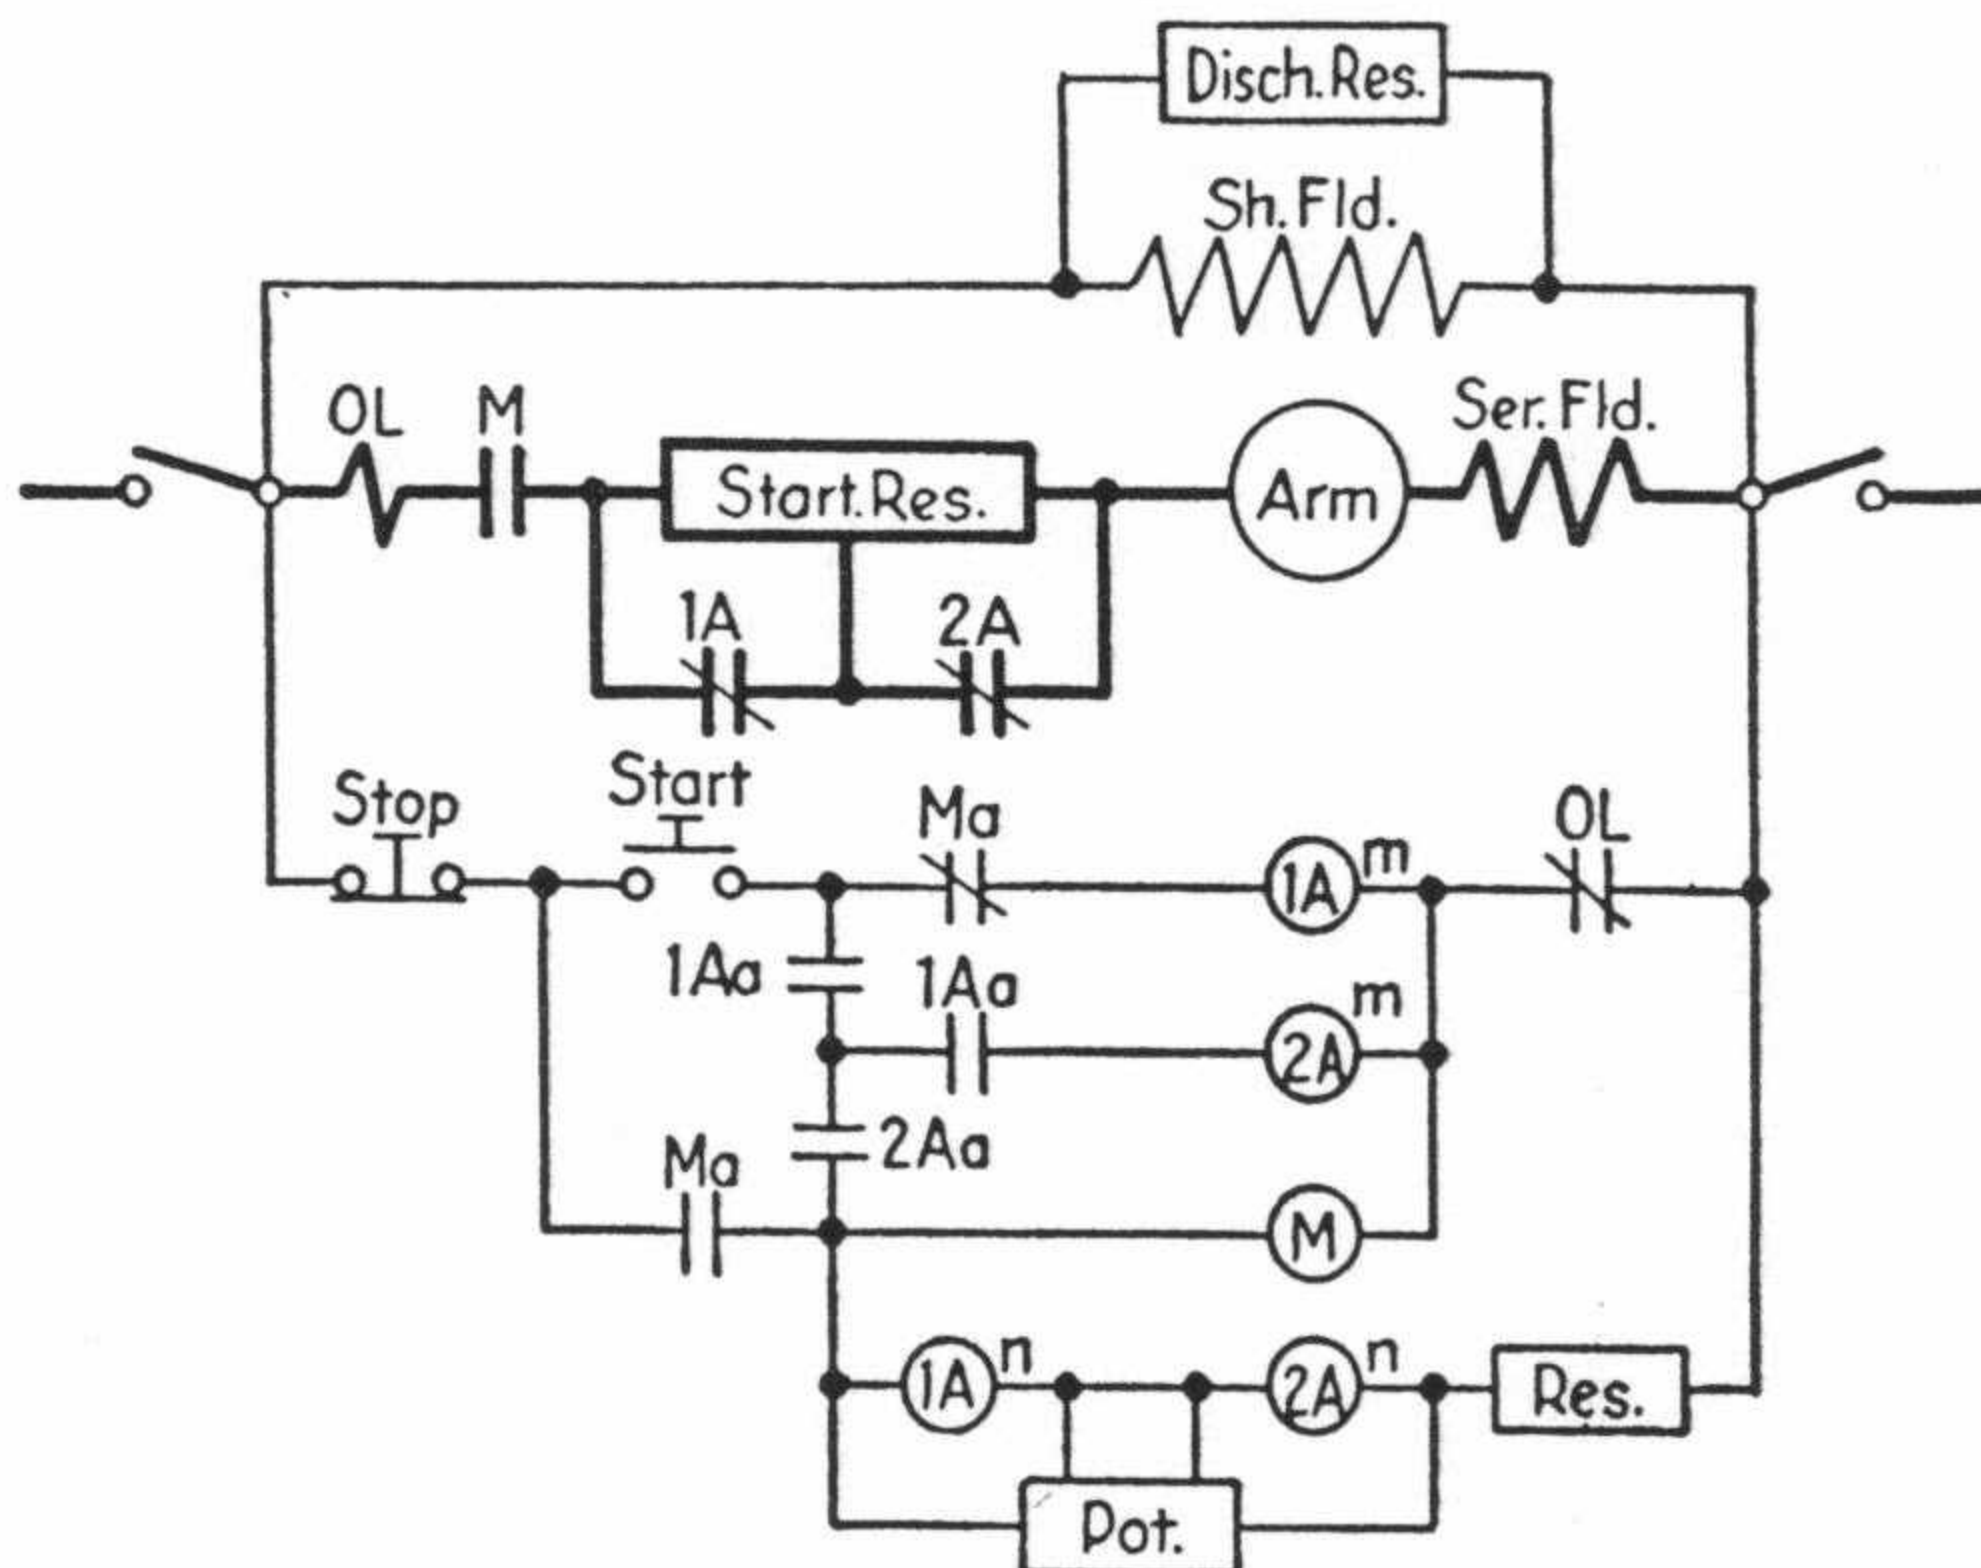 Disch. Res.
Sh. Fld.
OL
M
Ser. Fld.
Start. Res.
Arm
1A
2A
Stop
Start
Ma
OL
1A
m
1Aa
1Aa
m
2A
2Aa
Ma
M
1A
n
2A
n
Res.
Pot.